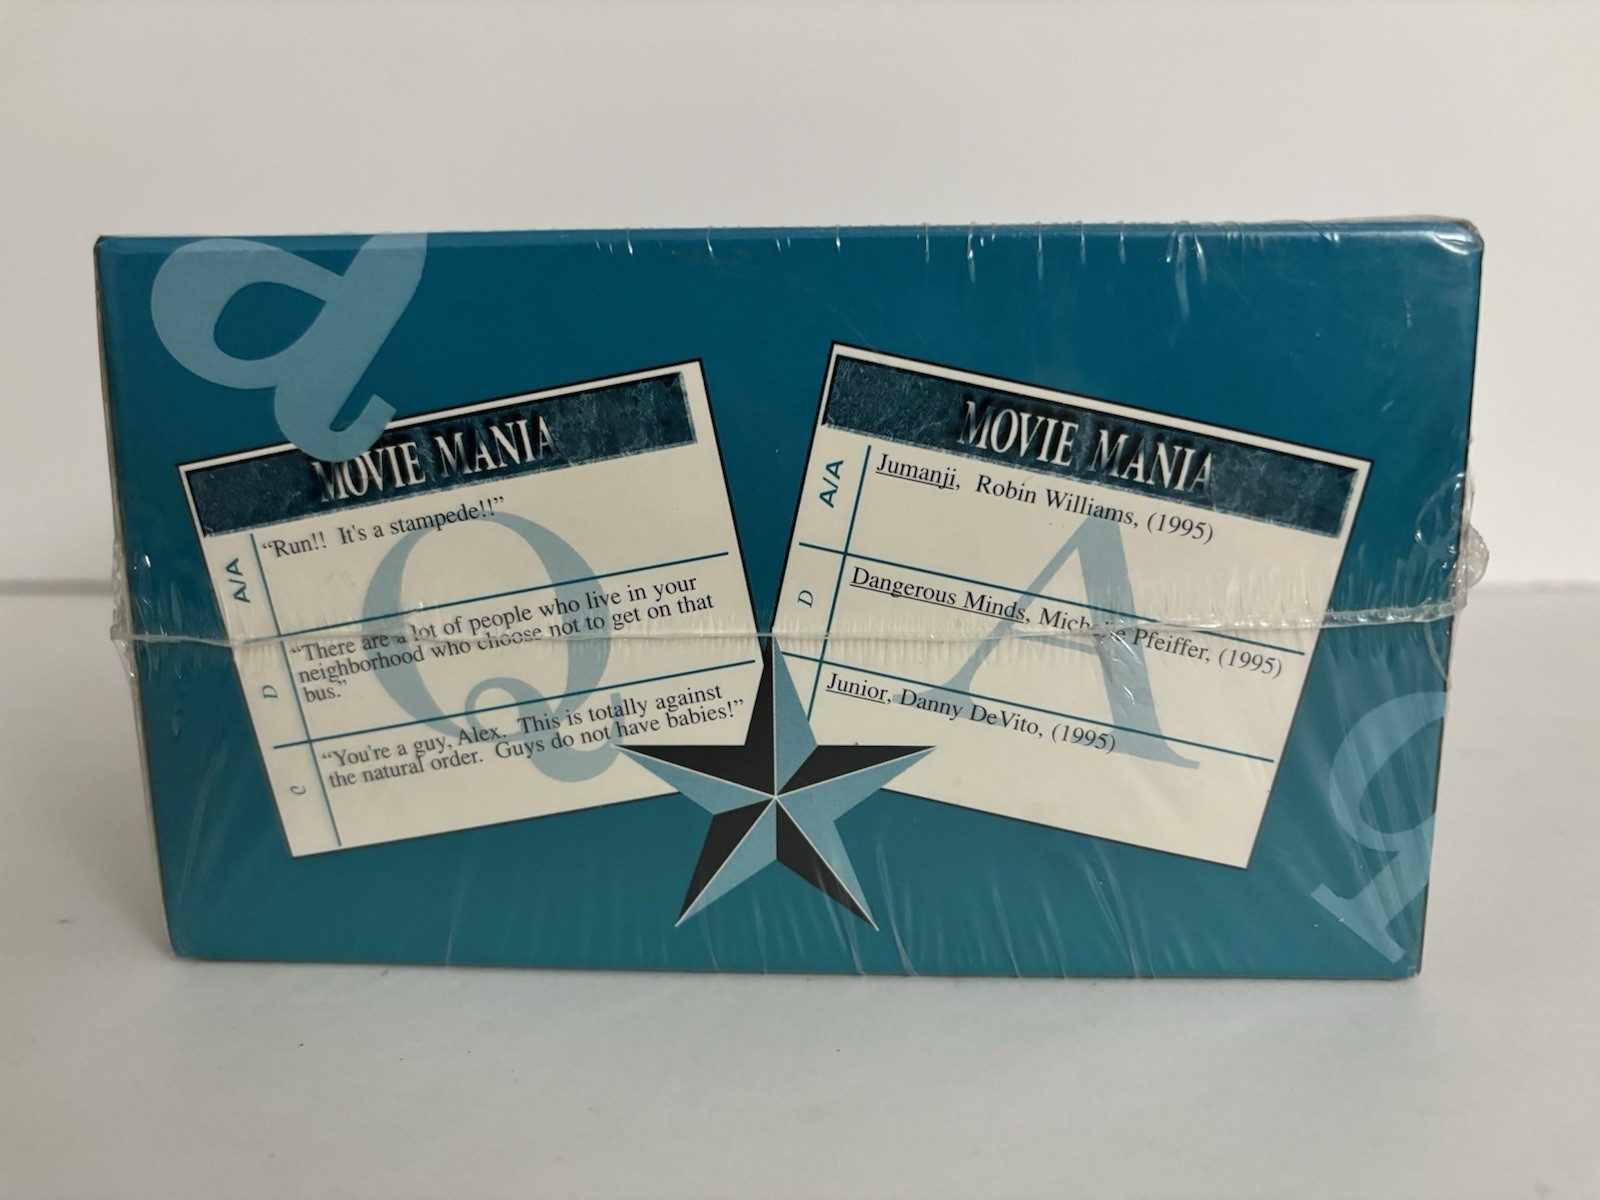 d
MOVIE MANIA
A/A
"Run!! It's a stampede!!"
Q
D
"There are a lot of people who live in your
neighborhood who choose not to get on that
bus."
C
"You're a guy, Alex. This is totally against
the natural order. Guys do not have babies!"
MOVIE MANIA
A/A
Jumanji, Robin Williams, (1995)
A
D
Dangerous Minds, Michelle Pfeiffer, (1995)
Junior, Danny DeVito, (1995)